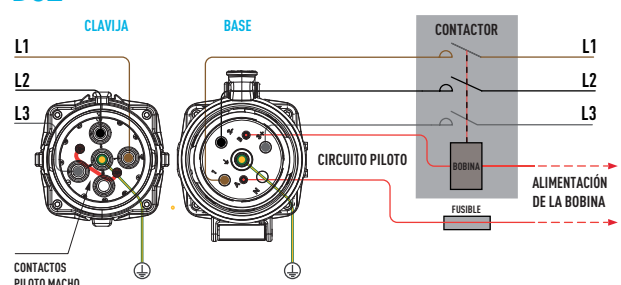 CLAVIJA
BASE
CONTACTOR
L1
L1
L2
L2
L3
L3
CIRCUITO PILOTO
BOBINA
ALIMENTACIÓN
DE LA BOBINA
FUSIBLE
CONTACTOS
PILOTO MACHO